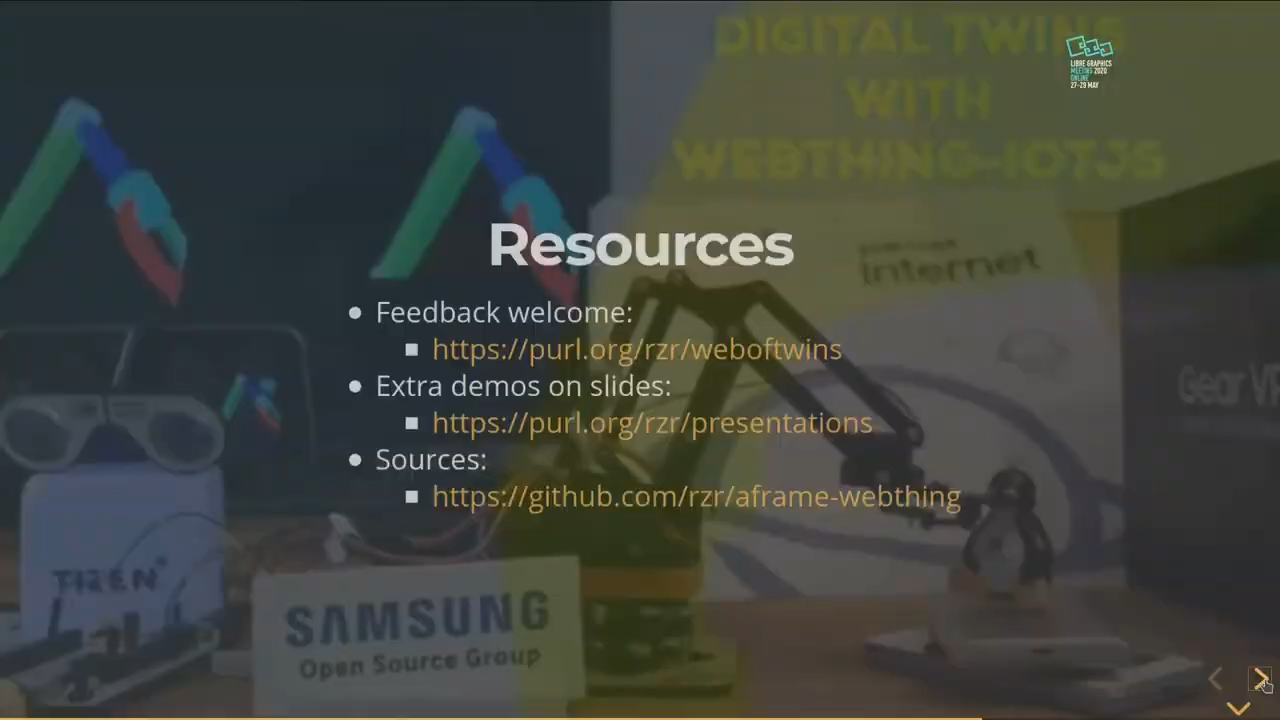 DIGITAL TWINS
WITH
WEBTHING-IOTJS
LIBRE GRAPHICS
MEETING 2020
ONLINE
27-29 MAY
Resources
internet
Feedback welcome:
https://purl.org/rzr/weboftwins
Extra demos on slides:
https://purl.org/rzr/presentations
Gear VR
Sources:
https://github.com/rzr/aframe-webthing
SAMSUNG
Open Source Group